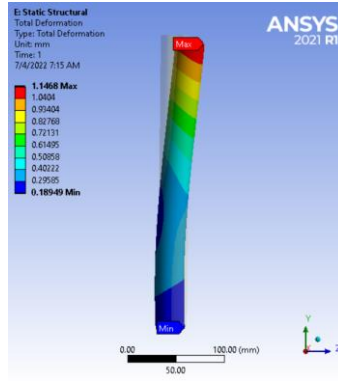 E: Static Structural
Total Deformation
Type: Total Deformation
Unit: mm
Time: 1
7/4/2022 7:15 AM
1.1468 Max
1.0404
0.93404
0.82768
0.72131
0.61495
0.50858
0.40222
0.29585
0.18949 Min
ANSYS
2021 R1
Max
Min
0.00
100.00 (mm)
50.00
Y
Z